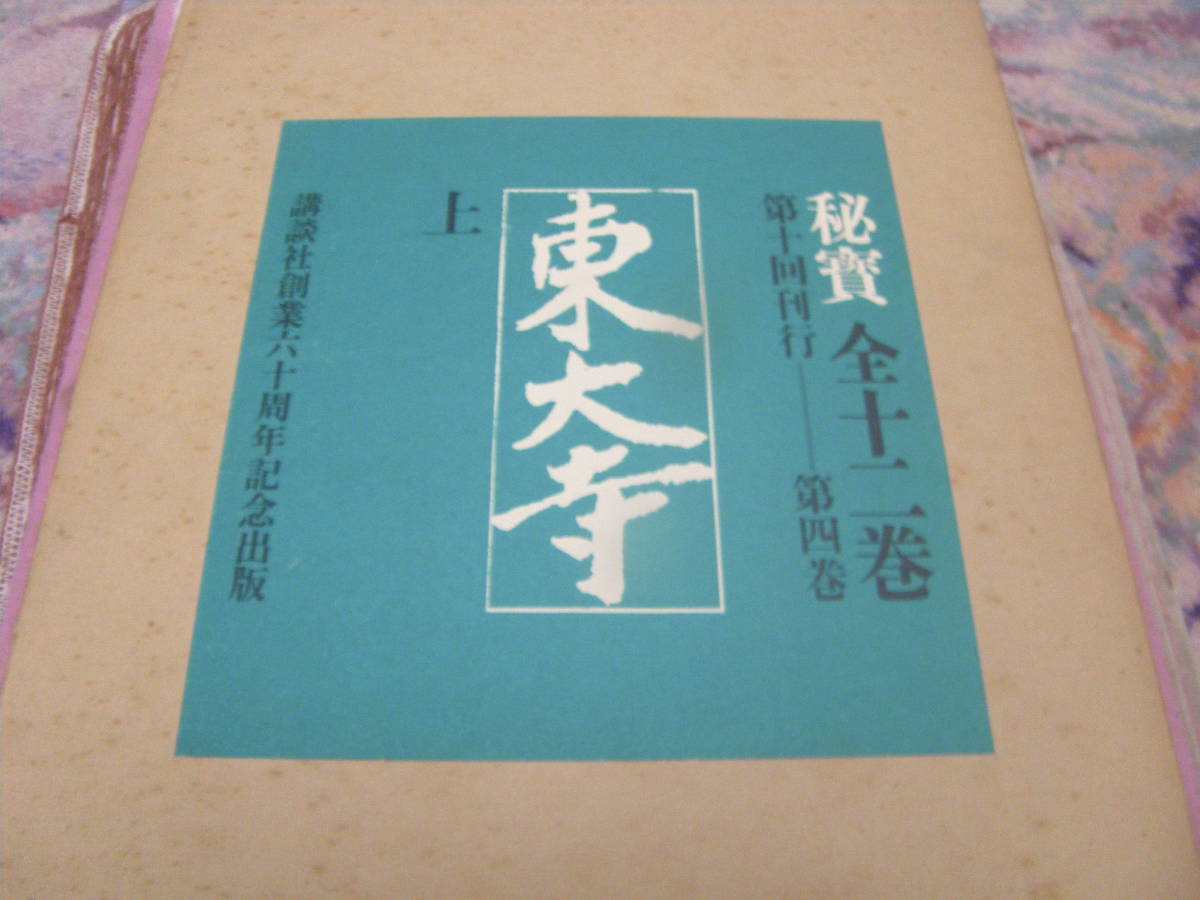 秘寶 全十二巻
第十回刊行――第四巻
東大寺
上
講談社創業六十周年記念出版